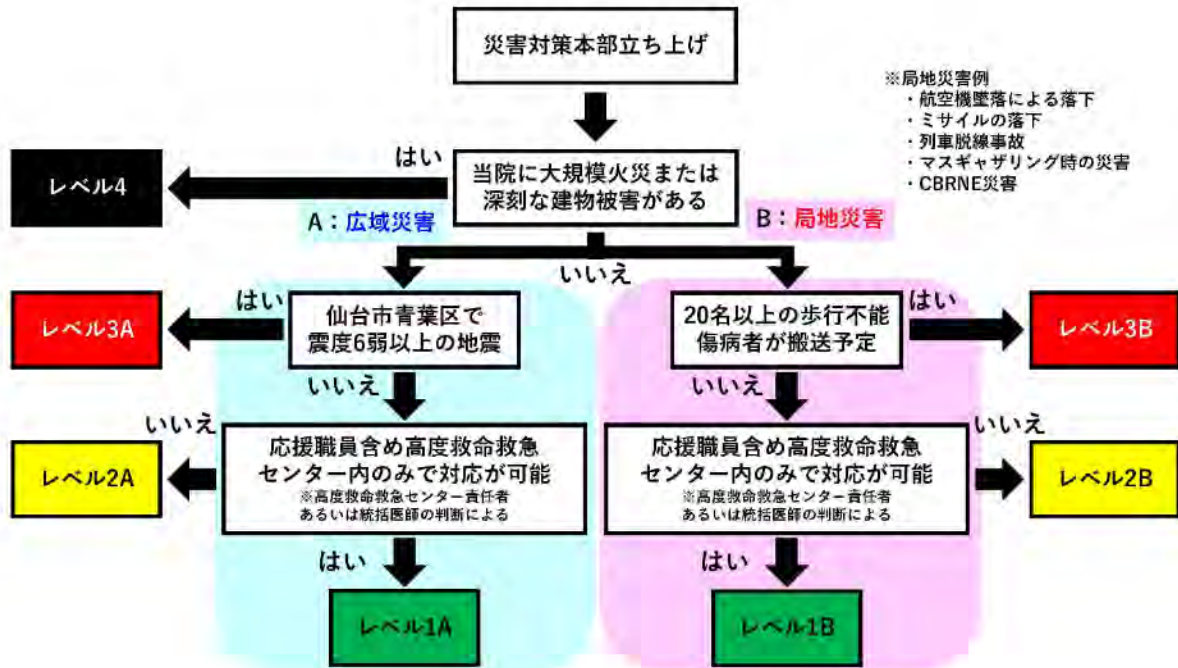 災害対策本部立ち上げ
※局地災害例
・航空機墜落による落下
・ミサイルの落下
・列車脱線事故
・マスギャザリング時の災害
・CBRNE災害
はい
レベル4
当院に大規模火災または
深刻な建物被害がある
A：広域災害
B：局地災害
いいえ
はい
レベル3A
仙台市青葉区で
震度6弱以上の地震
20名以上の歩行不能
傷病者が搬送予定
はい
レベル3B
いいえ
いいえ
いいえ
レベル2A
応援職員含め高度救命救急
センター内のみで対応が可能
※高度救命救急センター責任者
あるいは統括医師の判断による
応援職員含め高度救命救急
センター内のみで対応が可能
※高度救命救急センター責任者
あるいは統括医師の判断による
いいえ
レベル2B
はい
はい
レベル1A
レベル1B